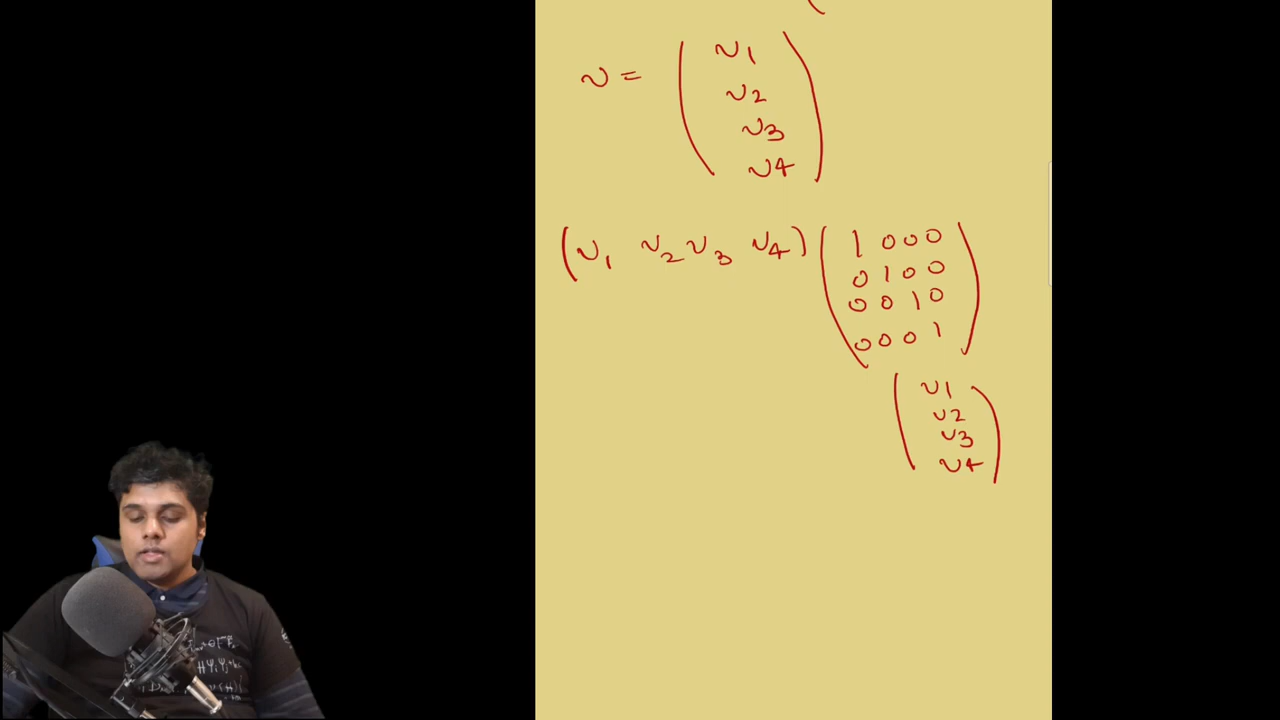 v = ( v1
v2
v3
v4 )
(v1 v2 v3 v4) ( 1 0 0 0
0 1 0 0
0 0 1 0
0 0 0 1 )
( v1
v2
v3
v4 )